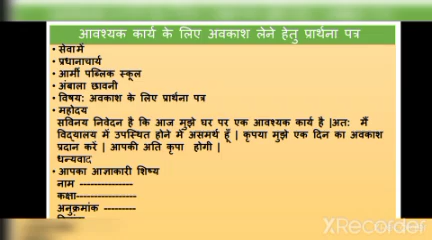 आवश्यक कार्य के लिए अवकाश लेने हेतु प्रार्थना पत्र
• सेवामें
• प्रधानाचार्य
• आर्मी पब्लिक स्कूल
• अंबाला छावनी
• विषय: अवकाश के लिए प्रार्थना पत्र
• महोदय
सविनय निवेदन है कि आज मुझे घर पर एक आवश्यक कार्य है |अत: मैं
विद्यालय में उपस्थित होने में असमर्थ हूँ | कृपया मुझे एक दिन का अवकाश
प्रदान करें | आपकी अति कृपा होगी |
धन्यवाद
• आपका आज्ञाकारी शिष्य
नाम ---------------
कक्षा-----------------
अनुक्रमांक ---------
XRecorder